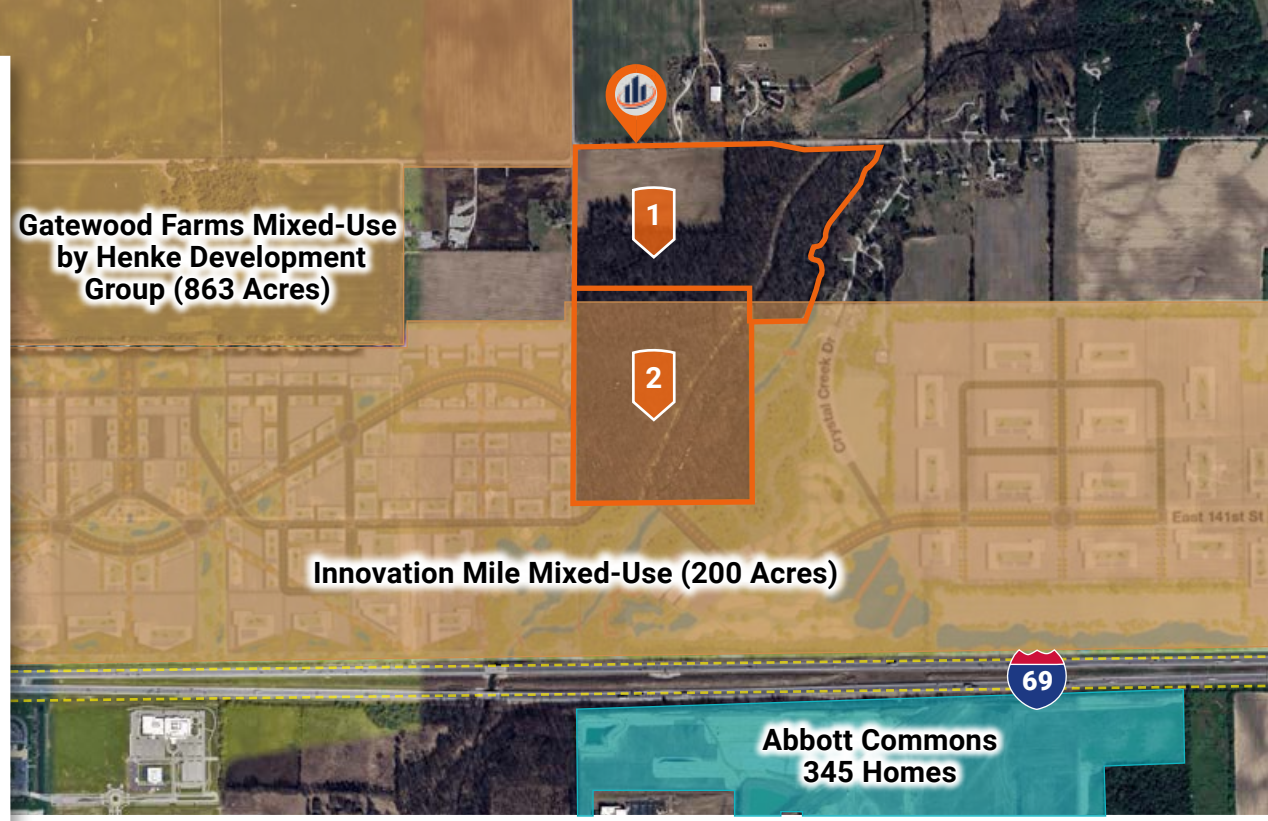 1
Gatewood Farms Mixed-Use
by Henke Development
Group (863 Acres)
2
Crystal Creek Dr
East 141st St
Innovation Mile Mixed-Use (200 Acres)
69
Abbott Commons
345 Homes